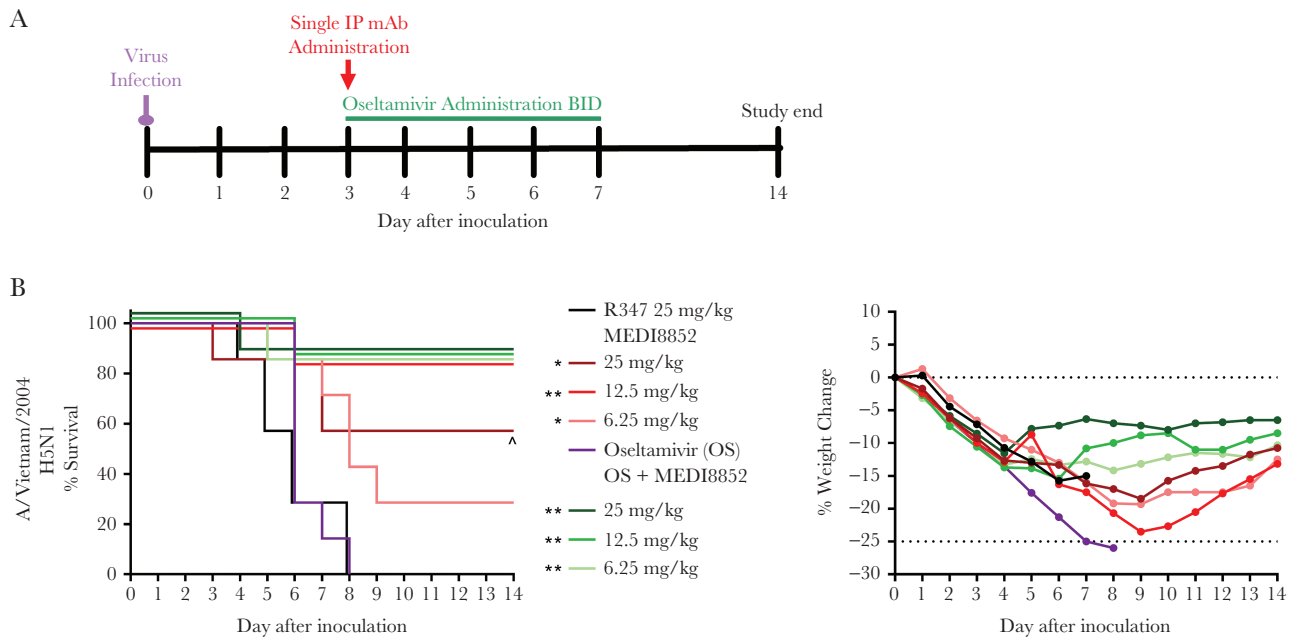 A
Single IP mAb
Administration
Virus
Infection
Oseltamivir Administration BID
Study end
0 1 2 3 4 5 6 7 14
Day after inoculation
B
A/Vietnam/2004
H5N1
% Survival
100
80
60
40
20
0
^
0 1 2 3 4 5 6 7 8 9 10 11 12 13 14
Day after inoculation
R347 25 mg/kg
MEDI8852
* 25 mg/kg
** 12.5 mg/kg
* 6.25 mg/kg
Oseltamivir (OS)
OS + MEDI8852
** 25 mg/kg
** 12.5 mg/kg
** 6.25 mg/kg
% Weight Change
10
5
0
−5
−10
−15
−20
−25
−30
0 1 2 3 4 5 6 7 8 9 10 11 12 13 14
Day after inoculation